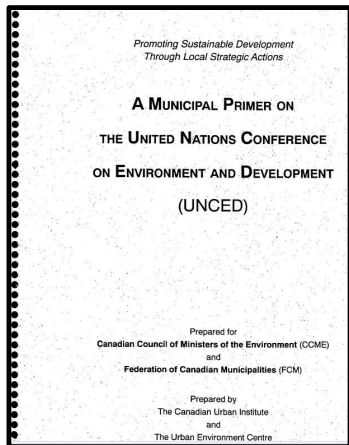 Promoting Sustainable Development
Through Local Strategic Actions
A MUNICIPAL PRIMER ON
THE UNITED NATIONS CONFERENCE
ON ENVIRONMENT AND DEVELOPMENT
(UNCED)
Prepared for
Canadian Council of Ministers of the Environment (CCME)
and
Federation of Canadian Municipalities (FCM)
Prepared by
The Canadian Urban Institute
and
The Urban Environment Centre